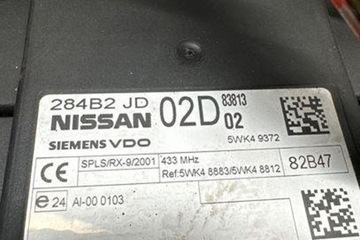 284B2 JD 02D 83813
NISSAN 02
SIEMENS VDO 5WK4 9372
CE SPLS/RX-9/2001 433 MHz 82B47
Ref:5WK4 8883/5WK4 8812
e 24 AI-00 0103